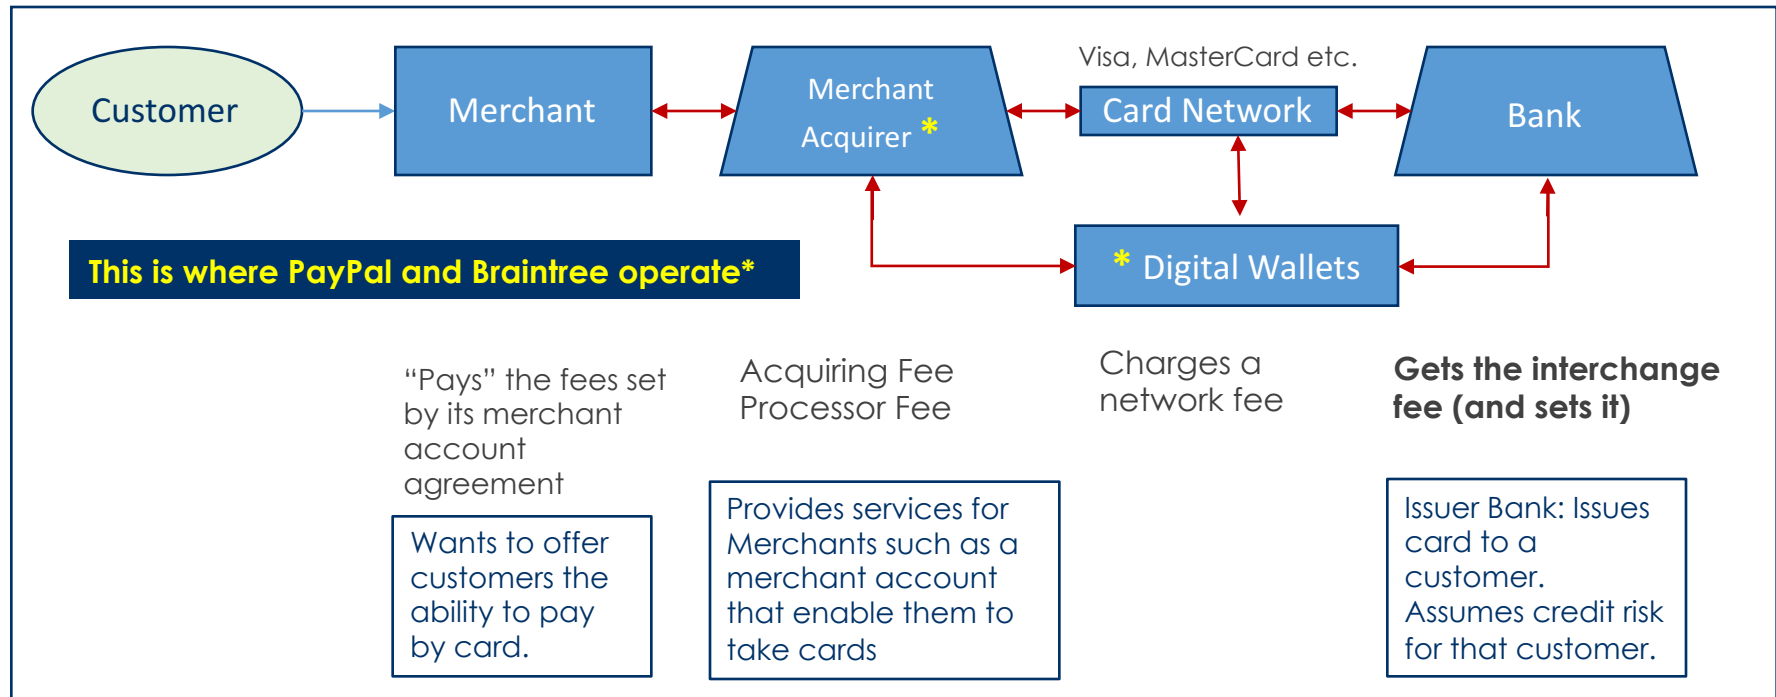 Visa, MasterCard etc.
Customer
Merchant
Merchant
Acquirer *
Card Network
Bank
This is where PayPal and Braintree operate*
* Digital Wallets
“Pays” the fees set
by its merchant
account
agreement
Acquiring Fee
Processor Fee
Charges a
network fee
Gets the interchange
fee (and sets it)
Wants to offer
customers the
ability to pay
by card.
Provides services for
Merchants such as a
merchant account
that enable them to
take cards
Issuer Bank: Issues
card to a
customer.
Assumes credit risk
for that customer.